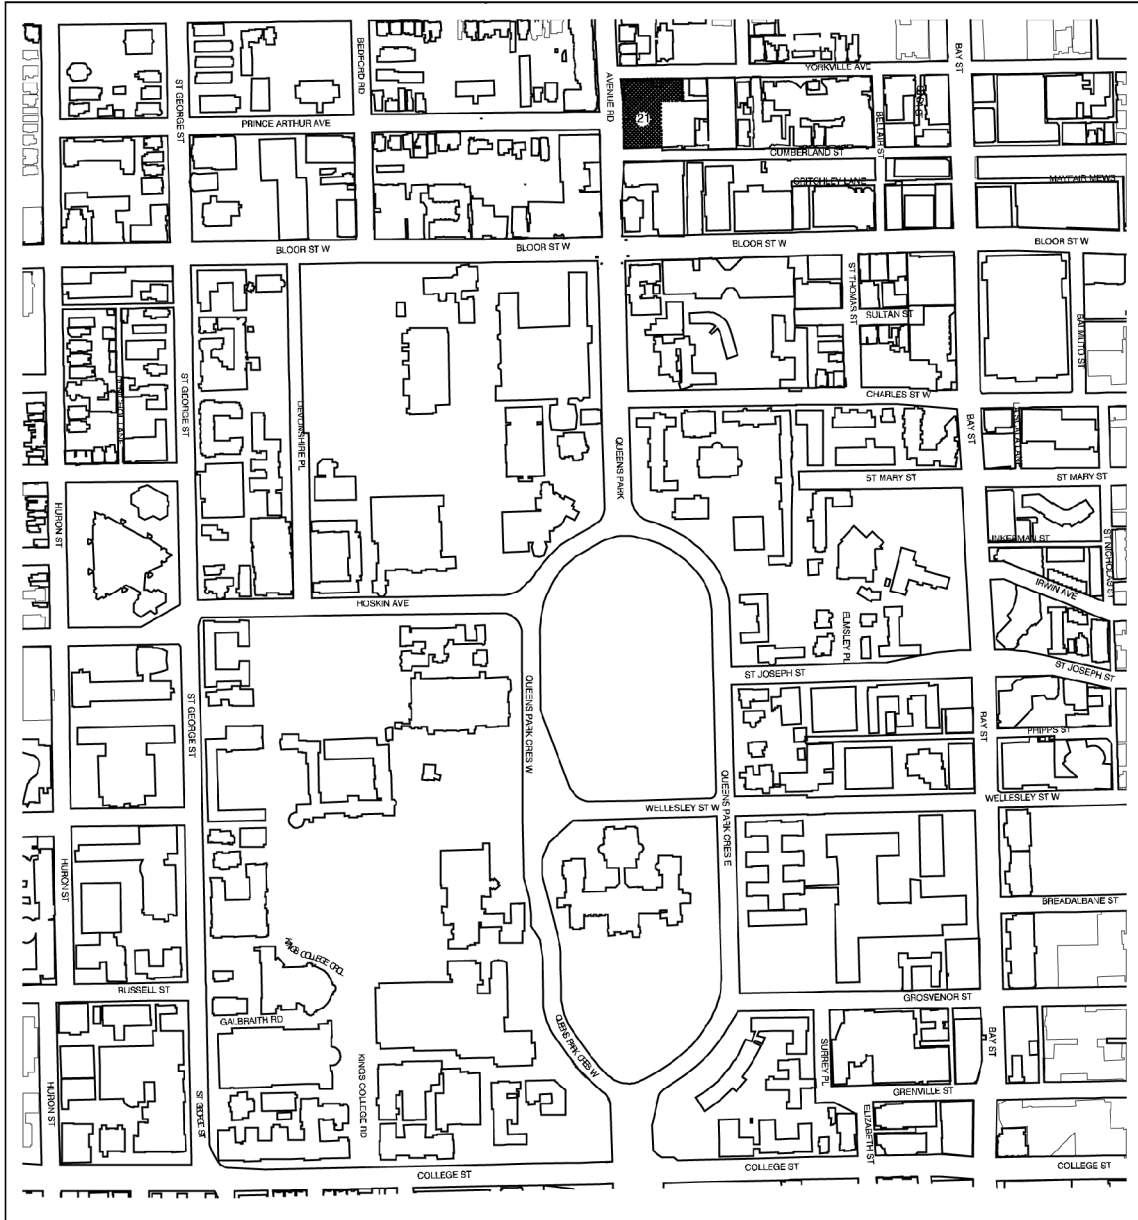 BEDFORD RD
BAY ST
YORKVILLE AVE
AVENUE RD
ST GEORGE ST
21
PRINCE ARTHUR AVE
BELLAIR ST
CUMBERLAND ST
CRITCHLEY LANE
MAYFAIR MEWS
BLOOR ST W
BLOOR ST W
BLOOR ST W
BLOOR ST W
ST THOMAS ST
SULTAN ST
BALMUTO ST
ST GEORGE ST
DEVONSHIRE PL
CHARLES ST W
BAY ST
QUEENS PARK
ST MARY ST
ST MARY ST
HURON ST
INKERMAN ST
ST NICHOLAS ST
IRWIN AVE
HOSKIN AVE
ELMSLEY PL
ST JOSEPH ST
ST JOSEPH ST
ST GEORGE ST
QUEENS PARK CRES W
BAY ST
PHIPPS ST
QUEENS PARK CRES E
WELLESLEY ST W
WELLESLEY ST W
HURON ST
BREADALBANE ST
KINGS COLLEGE CRCL
RUSSELL ST
GROSVENOR ST
GALBRAITH RD
QUEENS PARK CRES W
BAY ST
KINGS COLLEGE RD
SURREY PL
GRENVILLE ST
HURON ST
ST GEORGE ST
ELIZABETH ST
COLLEGE ST
COLLEGE ST
COLLEGE ST